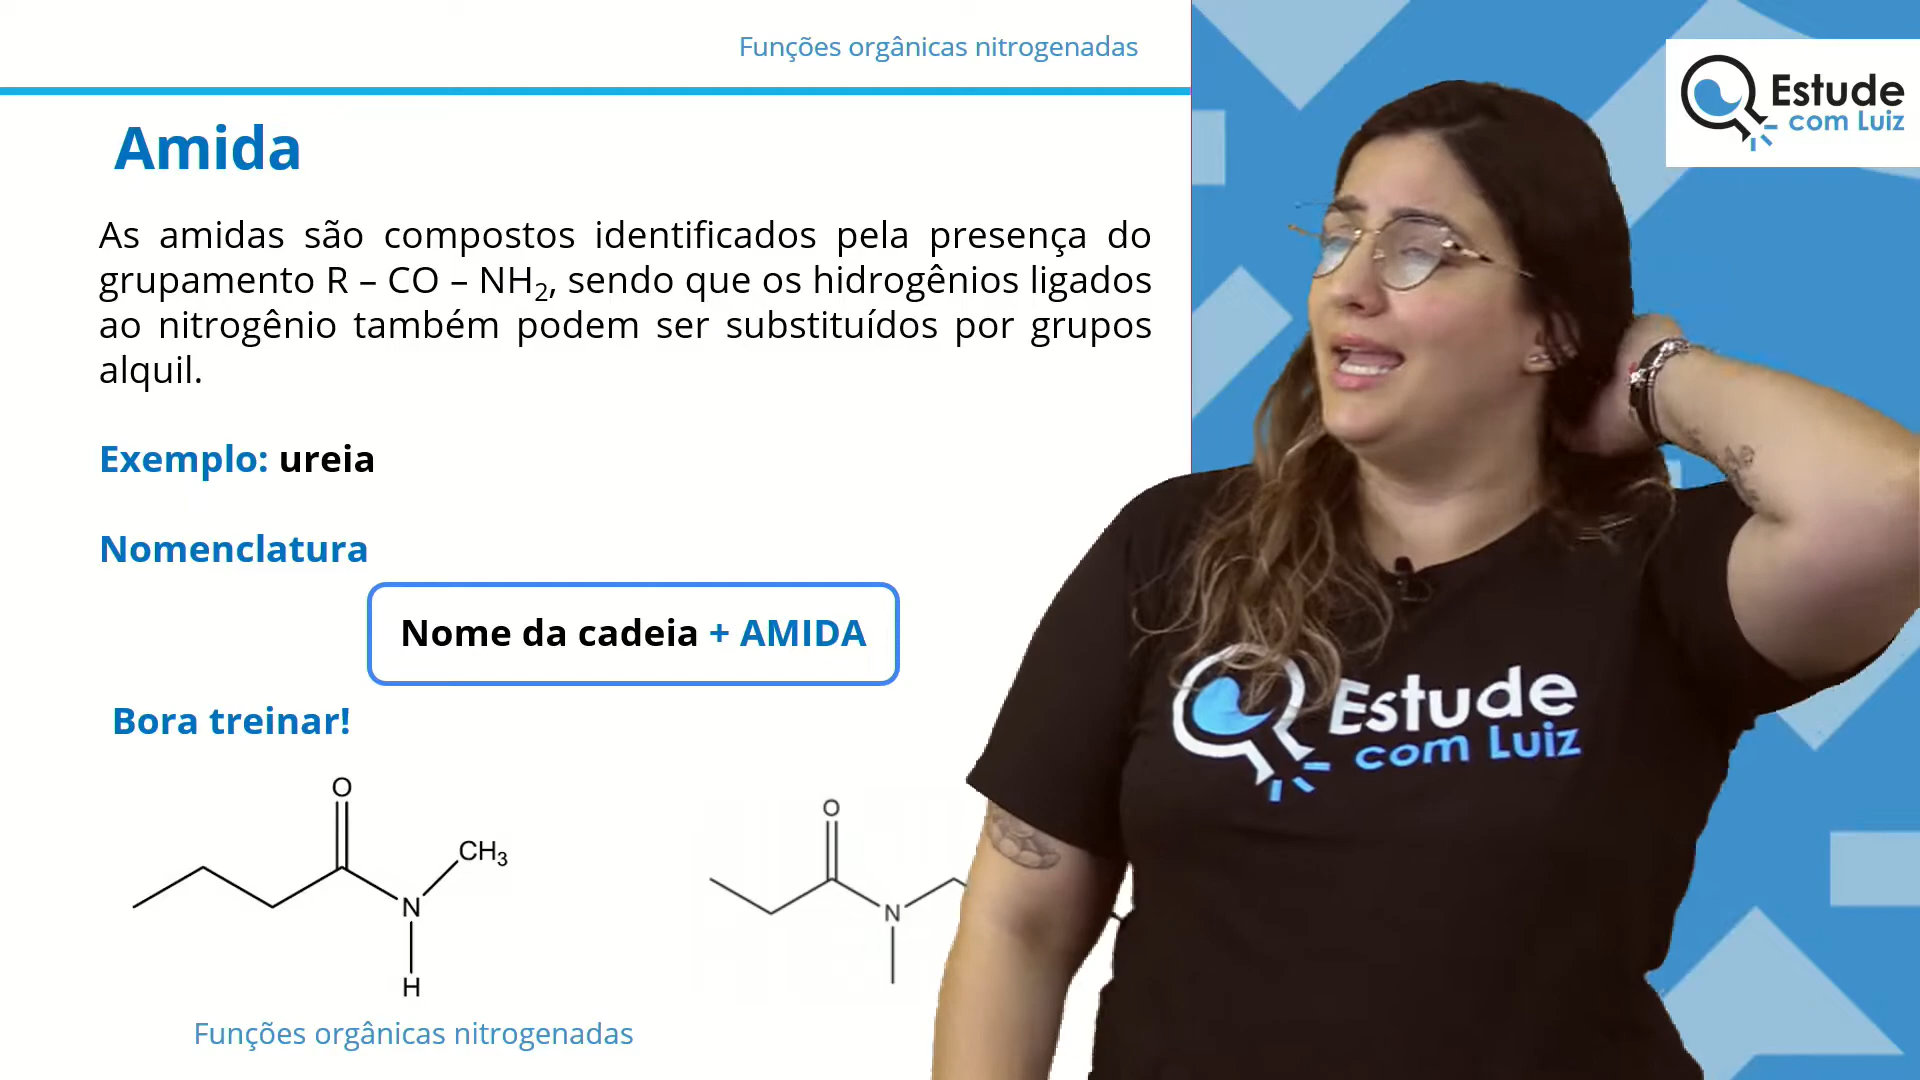 Funções orgânicas nitrogenadas
Estude
com Luiz
Amida
As amidas são compostos identificados pela presença do
grupamento R – CO – NH₂, sendo que os hidrogênios ligados
ao nitrogênio também podem ser substituídos por grupos
alquil.
Exemplo: ureia
Nomenclatura
Nome da cadeia + AMIDA
Bora treinar!
O
CH₃
N
H
O
N
Estude
com Luiz
Funções orgânicas nitrogenadas